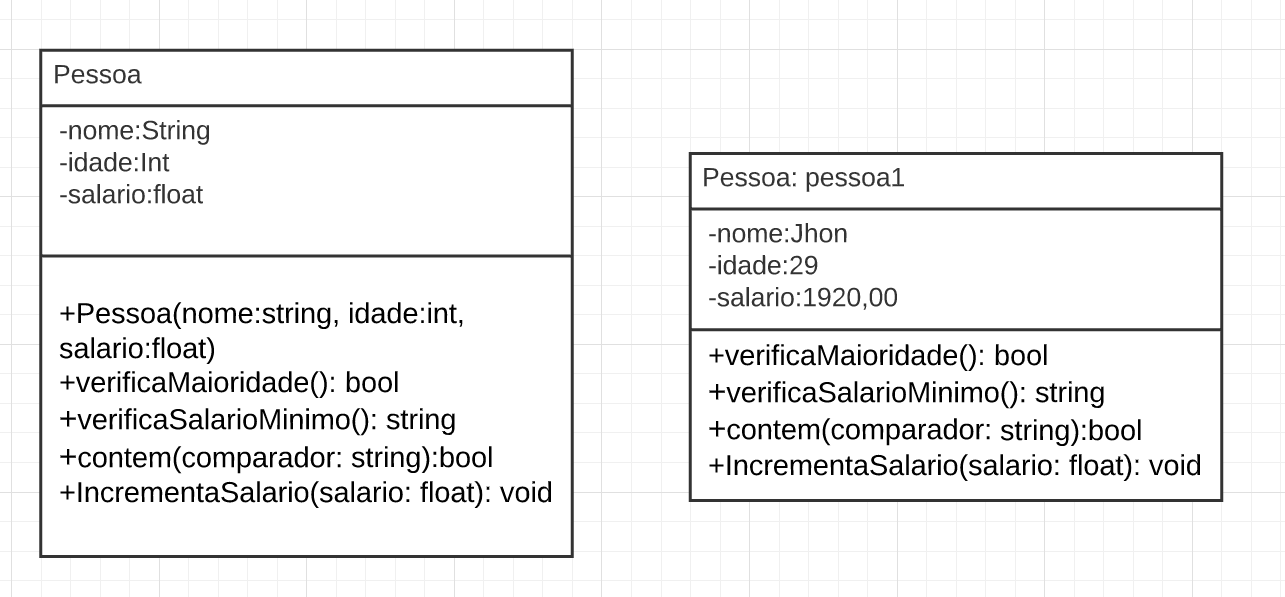 Pessoa
-nome:String
-idade:Int
-salario:float
+Pessoa(nome:string, idade:int,
salario:float)
+verificaMaioridade(): bool
+verificaSalarioMinimo(): string
+contem(comparador: string):bool
+IncrementaSalario(salario: float): void
Pessoa: pessoa1
-nome:Jhon
-idade:29
-salario:1920,00
+verificaMaioridade(): bool
+verificaSalarioMinimo(): string
+contem(comparador: string):bool
+IncrementaSalario(salario: float): void